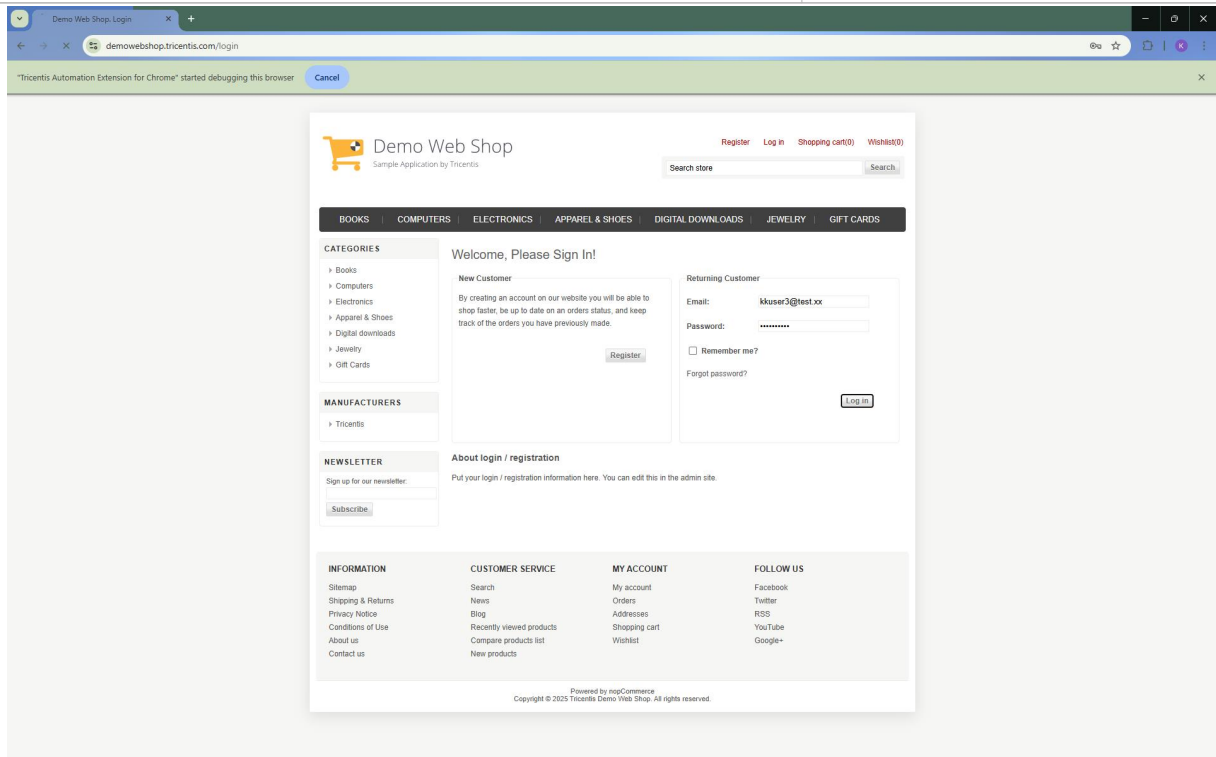 Demo Web Shop. Login
demowebshop.tricentis.com/login
K
"Tricentis Automation Extension for Chrome" started debugging this browser Cancel
Demo Web Shop
Sample Application by Tricentis
Register Log in Shopping cart(0) Wishlist(0)
Search store Search
BOOKS COMPUTERS ELECTRONICS APPAREL & SHOES DIGITAL DOWNLOADS JEWELRY GIFT CARDS
CATEGORIES
Books
Computers
Electronics
Apparel & Shoes
Digital downloads
Jewelry
Gift Cards
MANUFACTURERS
Tricentis
NEWSLETTER
Sign up for our newsletter:
Subscribe
Welcome, Please Sign In!
New Customer
By creating an account on our website you will be able to
shop faster, be up to date on an orders status, and keep
track of the orders you have previously made.
Register
Returning Customer
Email: kkuser3@test.xx
Password: ••••••••••
Remember me?
Forgot password?
Log in
About login / registration
Put your login / registration information here. You can edit this in the admin site.
INFORMATION
Sitemap
Shipping & Returns
Privacy Notice
Conditions of Use
About us
Contact us
CUSTOMER SERVICE
Search
News
Blog
Recently viewed products
Compare products list
New products
MY ACCOUNT
My account
Orders
Addresses
Shopping cart
Wishlist
FOLLOW US
Facebook
Twitter
RSS
YouTube
Google+
Powered by nopCommerce
Copyright © 2025 Tricentis Demo Web Shop. All rights reserved.